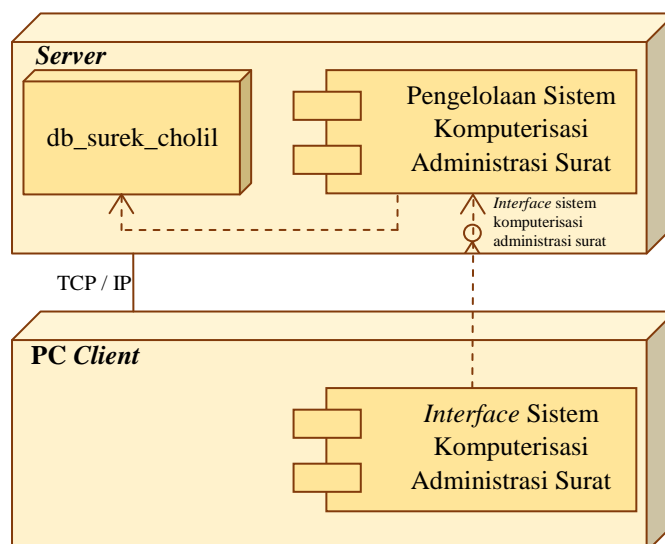 Server
db_surek_cholil
Pengelolaan Sistem
Komputerisasi
Administrasi Surat
Interface sistem
komputerisasi
administrasi surat
TCP / IP
PC Client
Interface Sistem
Komputerisasi
Administrasi Surat